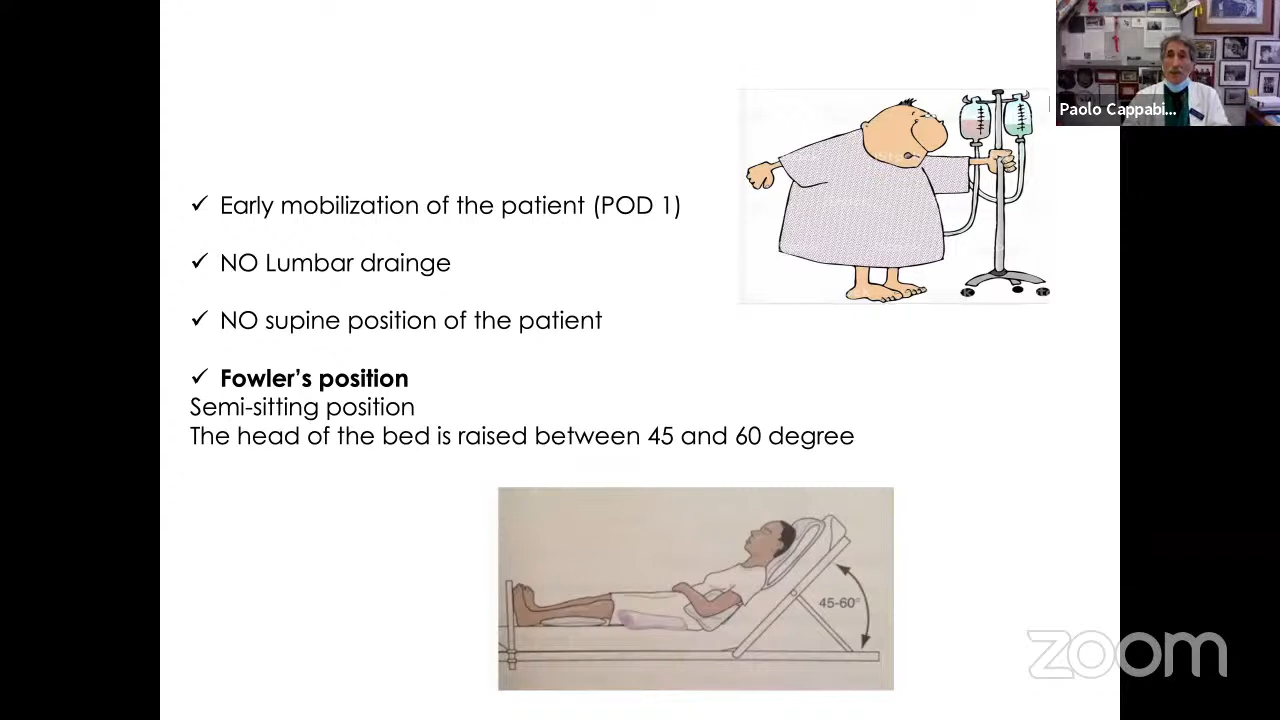 Paolo Cappabi...
✓ Early mobilization of the patient (POD 1)
✓ NO Lumbar drainge
✓ NO supine position of the patient
✓ Fowler’s position
Semi-sitting position
The head of the bed is raised between 45 and 60 degree
45-60°
zoom